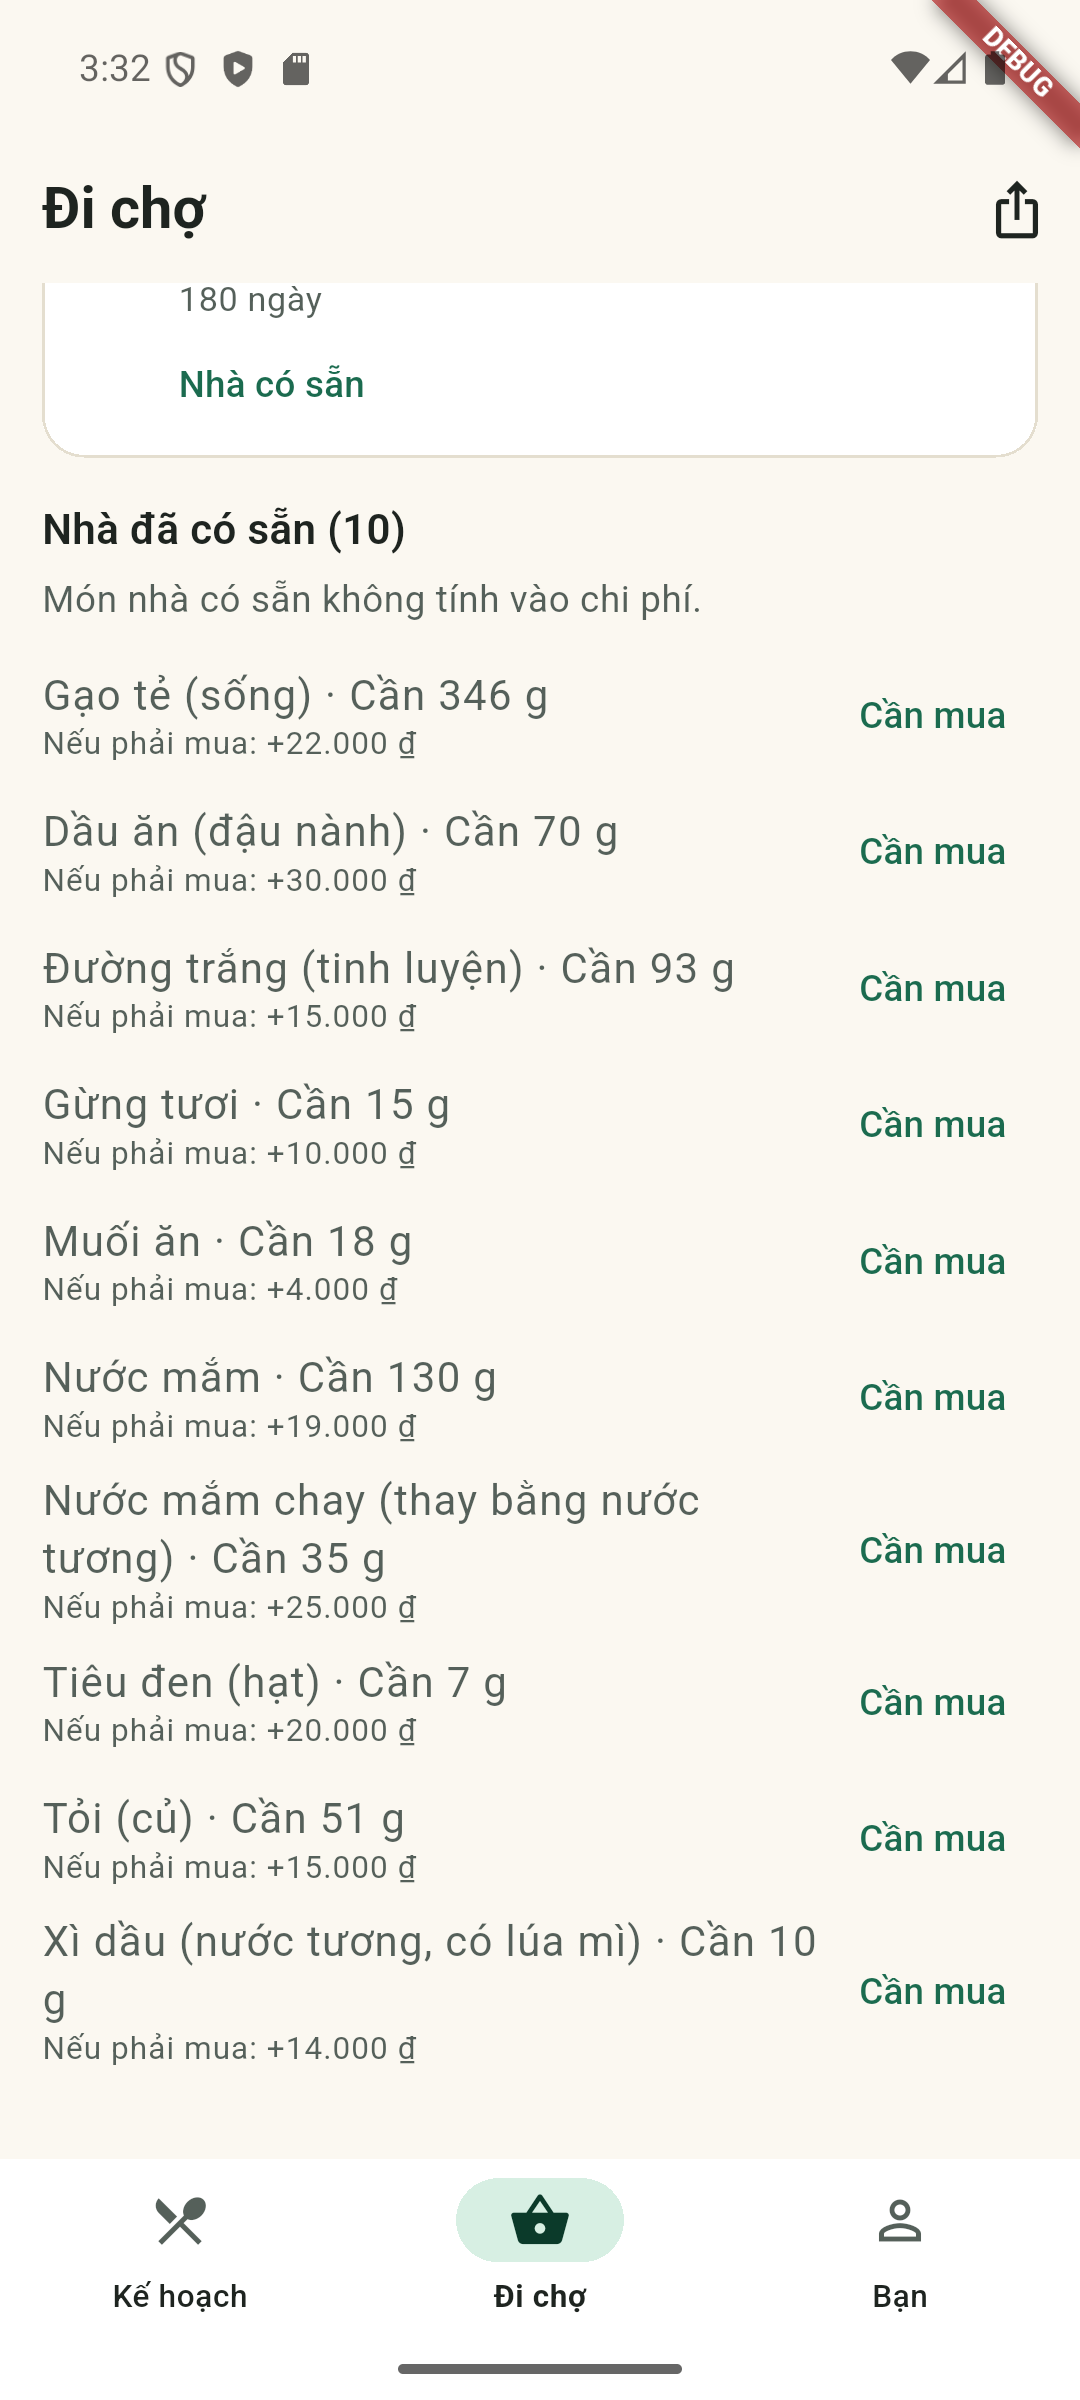 3:32
DEBUG
Đi chợ
180 ngày
Nhà có sẵn
Nhà đã có sẵn (10)
Món nhà có sẵn không tính vào chi phí.
Gạo tẻ (sống) · Cần 346 g
Nếu phải mua: +22.000 ₫
Cần mua
Dầu ăn (đậu nành) · Cần 70 g
Nếu phải mua: +30.000 ₫
Cần mua
Đường trắng (tinh luyện) · Cần 93 g
Nếu phải mua: +15.000 ₫
Cần mua
Gừng tươi · Cần 15 g
Nếu phải mua: +10.000 ₫
Cần mua
Muối ăn · Cần 18 g
Nếu phải mua: +4.000 ₫
Cần mua
Nước mắm · Cần 130 g
Nếu phải mua: +19.000 ₫
Cần mua
Nước mắm chay (thay bằng nước
tương) · Cần 35 g
Nếu phải mua: +25.000 ₫
Cần mua
Tiêu đen (hạt) · Cần 7 g
Nếu phải mua: +20.000 ₫
Cần mua
Tỏi (củ) · Cần 51 g
Nếu phải mua: +15.000 ₫
Cần mua
Xì dầu (nước tương, có lúa mì) · Cần 10
g
Nếu phải mua: +14.000 ₫
Cần mua
Kế hoạch
Đi chợ
Bạn